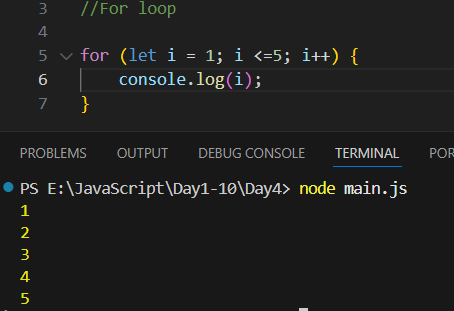 3 //For loop
4
5 for (let i = 1; i <=5; i++) {
6 console.log(i);
7 }
PROBLEMS OUTPUT DEBUG CONSOLE TERMINAL POR
PS E:\JavaScript\Day1-10\Day4> node main.js
1
2
3
4
5